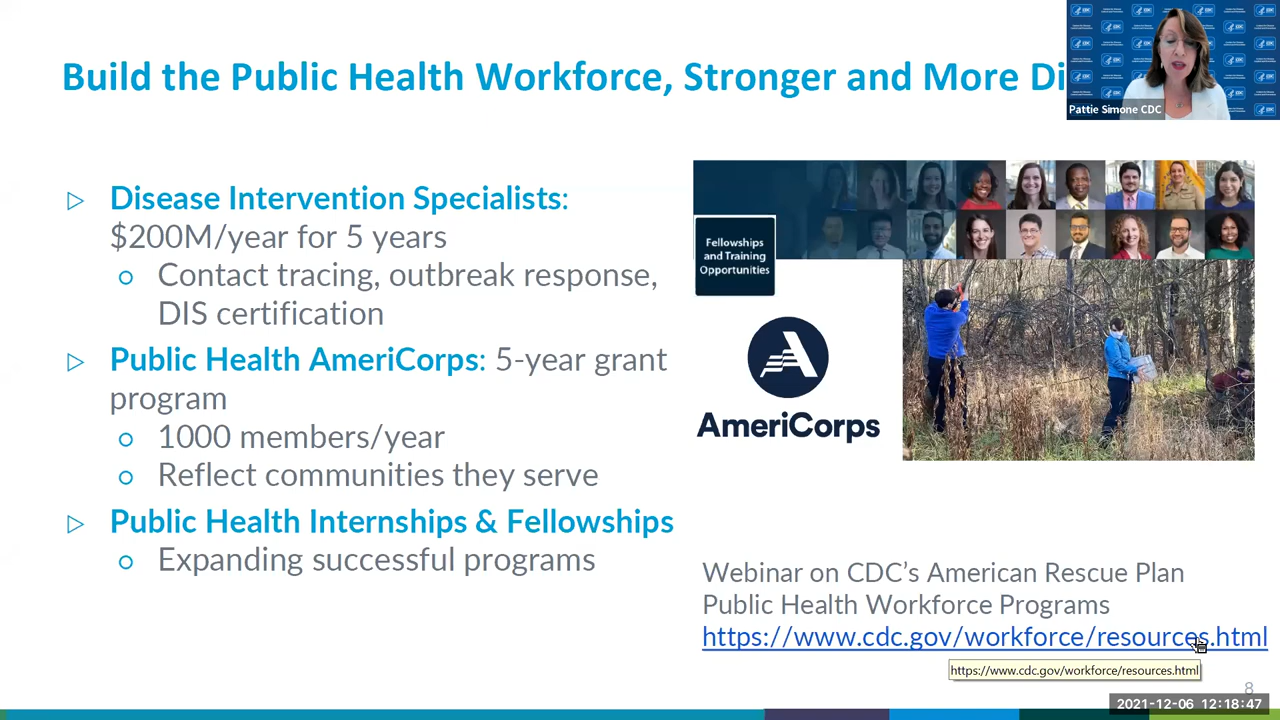 Build the Public Health Workforce, Stronger and More Di
Pattie Simone CDC
Disease Intervention Specialists:
$200M/year for 5 years
Contact tracing, outbreak response,
DIS certification
Public Health AmeriCorps: 5-year grant
program
1000 members/year
Reflect communities they serve
Public Health Internships & Fellowships
Expanding successful programs
Fellowships
and Training
Opportunities
AmeriCorps
Webinar on CDC's American Rescue Plan
Public Health Workforce Programs
https://www.cdc.gov/workforce/resources.html
https://www.cdc.gov/workforce/resources.html
8
2021-12-06 12:18:47